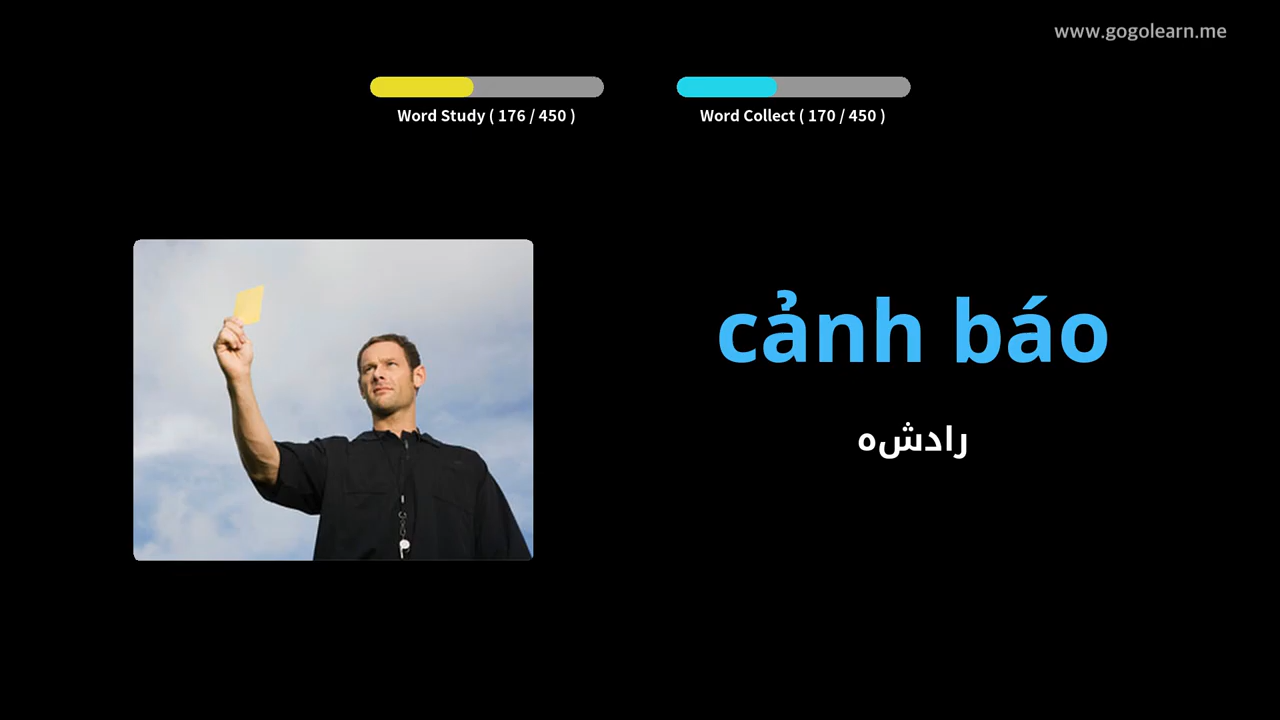 www.gogolearn.me
Word Study ( 176 / 450 )
Word Collect ( 170 / 450 )
cảnh báo
رادشه